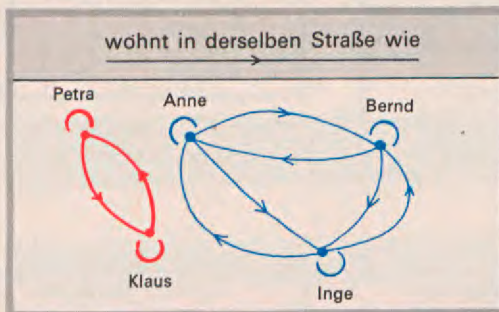 wohnt in derselben Straße wie
Petra
Anne
Bernd
Klaus
Inge